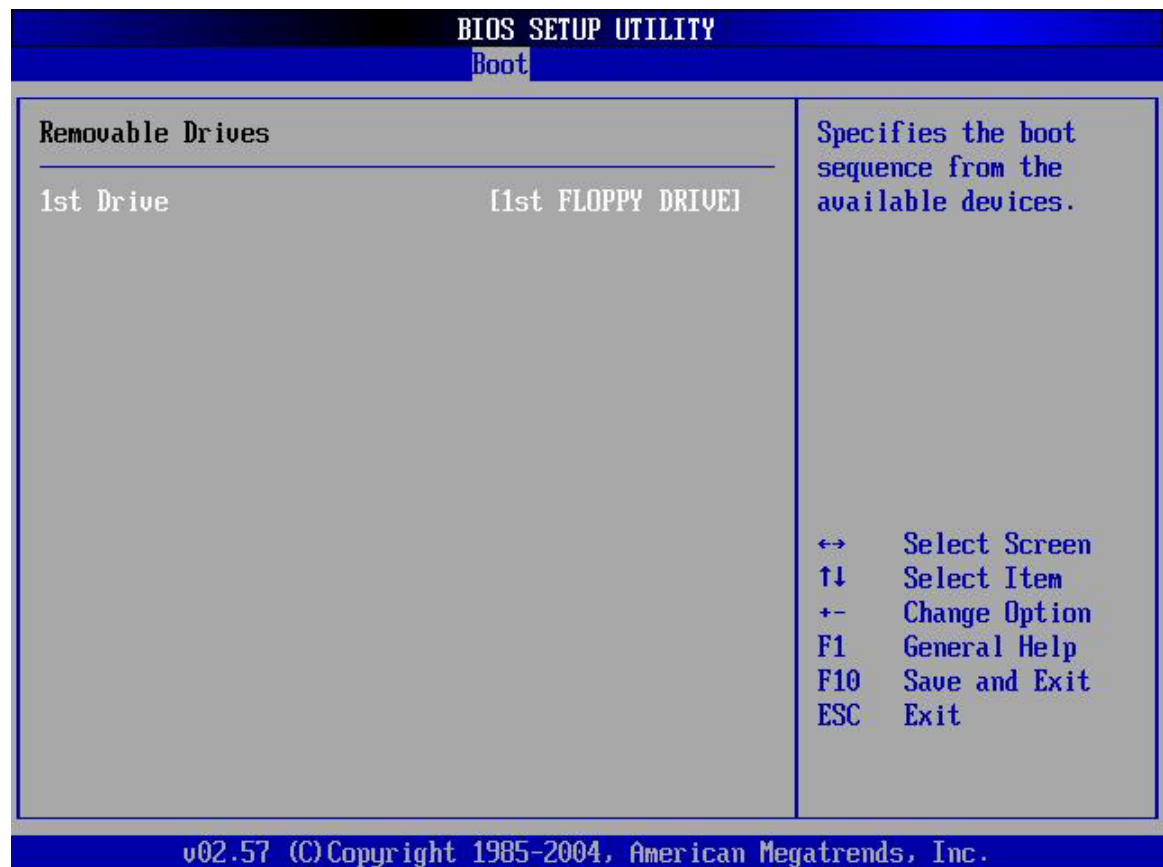 BIOS SETUP UTILITY
Boot
Removable Drives
1st Drive [1st FLOPPY DRIVE]
Specifies the boot
sequence from the
available devices.
←→ Select Screen
↑↓ Select Item
+- Change Option
F1 General Help
F10 Save and Exit
ESC Exit
v02.57 (C)Copyright 1985-2004, American Megatrends, Inc.